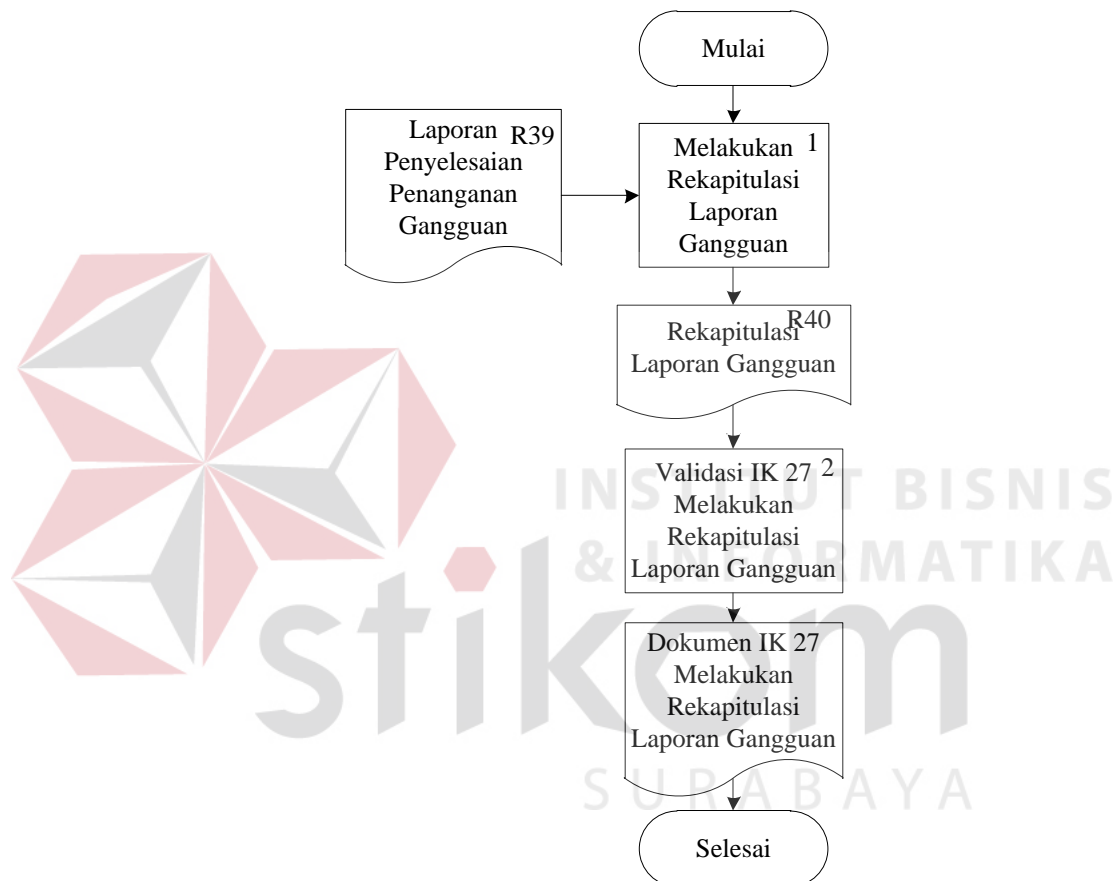 Mulai
Laporan R39
Penyelesaian
Penanganan
Gangguan
Melakukan 1
Rekapitulasi
Laporan
Gangguan
R40
Rekapitulasi
Laporan Gangguan
Validasi IK 27 2
Melakukan
Rekapitulasi
Laporan Gangguan
Dokumen IK 27
Melakukan
Rekapitulasi
Laporan Gangguan
Selesai
INSTITUT BISNIS
& INFORMATIKA
stikom
SURABAYA